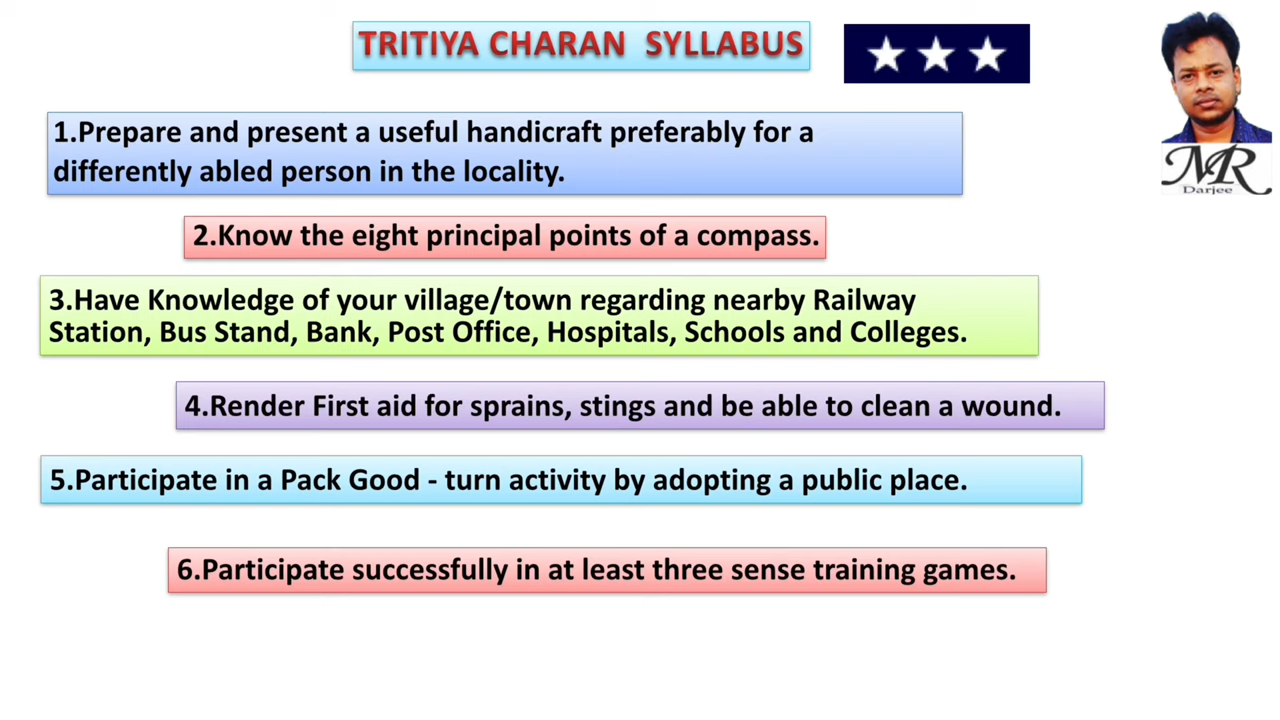 TRITIYA CHARAN SYLLABUS
MR
Darjee
1.Prepare and present a useful handicraft preferably for a
differently abled person in the locality.
2.Know the eight principal points of a compass.
3.Have Knowledge of your village/town regarding nearby Railway
Station, Bus Stand, Bank, Post Office, Hospitals, Schools and Colleges.
4.Render First aid for sprains, stings and be able to clean a wound.
5.Participate in a Pack Good - turn activity by adopting a public place.
6.Participate successfully in at least three sense training games.